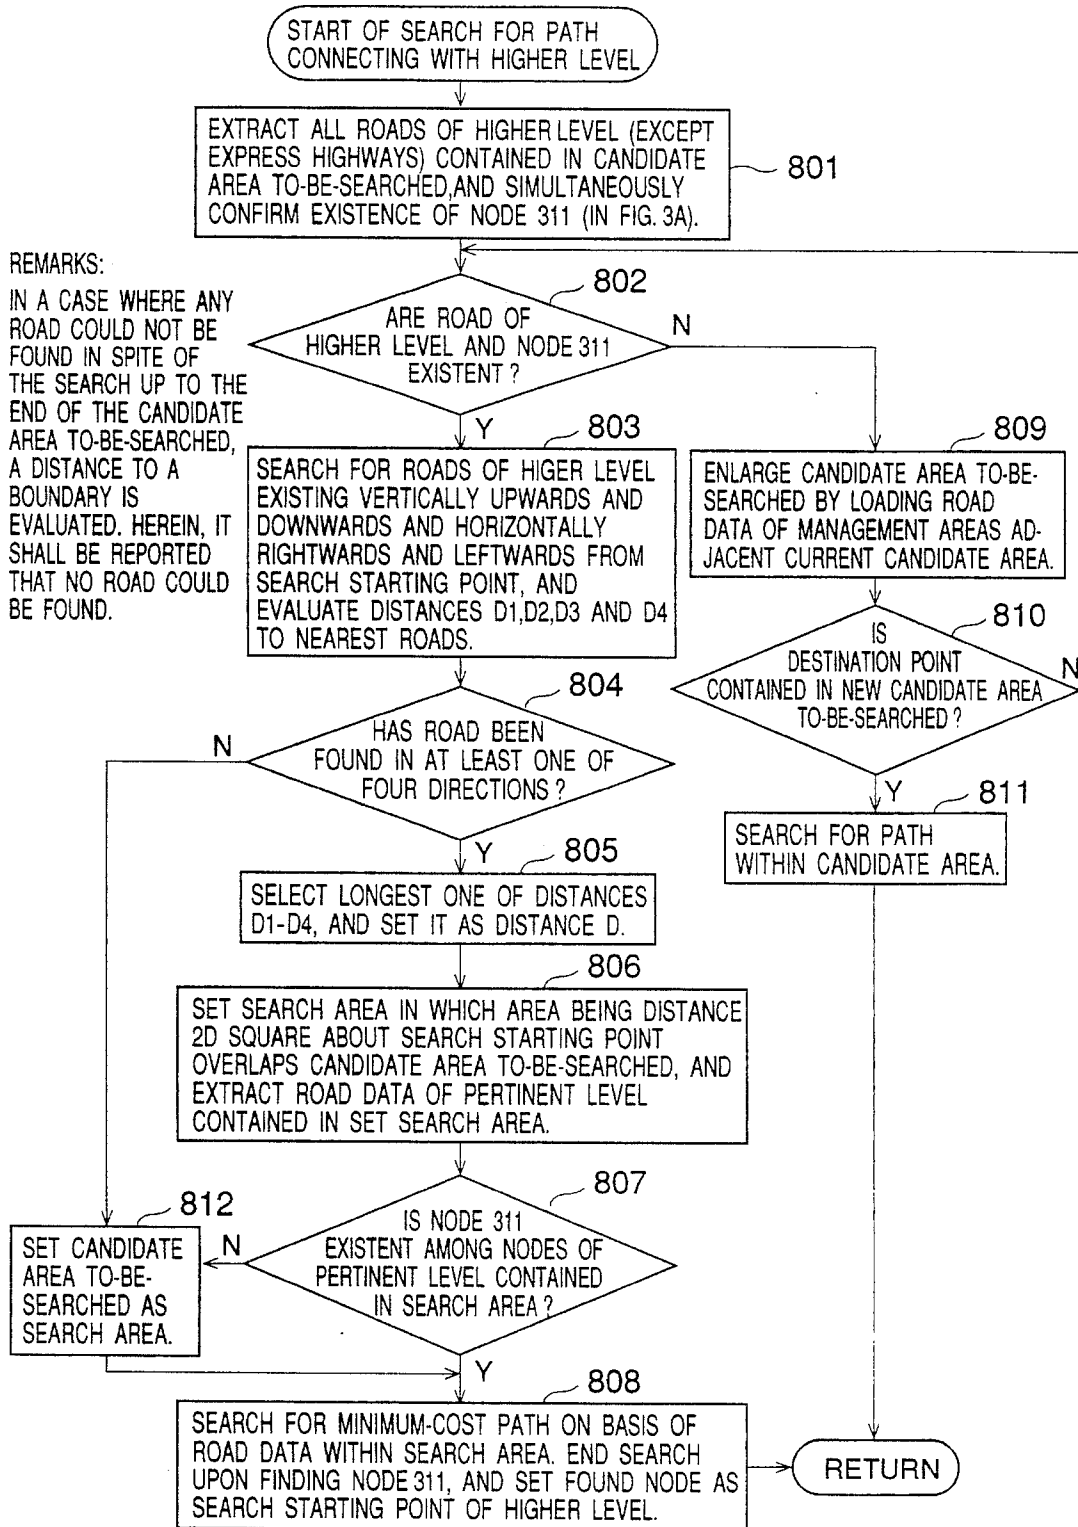 START OF SEARCH FOR PATH
CONNECTING WITH HIGHER LEVEL
EXTRACT ALL ROADS OF HIGHER LEVEL (EXCEPT
EXPRESS HIGHWAYS) CONTAINED IN CANDIDATE
AREA TO-BE-SEARCHED,AND SIMULTANEOUSLY
CONFIRM EXISTENCE OF NODE 311 (IN FIG. 3A).
801
REMARKS:
IN A CASE WHERE ANY
ROAD COULD NOT BE
FOUND IN SPITE OF
THE SEARCH UP TO THE
END OF THE CANDIDATE
AREA TO-BE-SEARCHED,
A DISTANCE TO A
BOUNDARY IS
EVALUATED. HEREIN, IT
SHALL BE REPORTED
THAT NO ROAD COULD
BE FOUND.
802
ARE ROAD OF
HIGHER LEVEL AND NODE 311
EXISTENT?
N
Y
803
SEARCH FOR ROADS OF HIGER LEVEL
EXISTING VERTICALLY UPWARDS AND
DOWNWARDS AND HORIZONTALLY
RIGHTWARDS AND LEFTWARDS FROM
SEARCH STARTING POINT, AND
EVALUATE DISTANCES D1,D2,D3 AND D4
TO NEAREST ROADS.
809
ENLARGE CANDIDATE AREA TO-BE-
SEARCHED BY LOADING ROAD
DATA OF MANAGEMENT AREAS AD-
JACENT CURRENT CANDIDATE AREA.
810
IS
DESTINATION POINT
CONTAINED IN NEW CANDIDATE AREA
TO-BE-SEARCHED?
N
Y
804
HAS ROAD BEEN
FOUND IN AT LEAST ONE OF
FOUR DIRECTIONS?
N
Y
811
SEARCH FOR PATH
WITHIN CANDIDATE AREA.
805
SELECT LONGEST ONE OF DISTANCES
D1-D4, AND SET IT AS DISTANCE D.
806
SET SEARCH AREA IN WHICH AREA BEING DISTANCE
2D SQUARE ABOUT SEARCH STARTING POINT
OVERLAPS CANDIDATE AREA TO-BE-SEARCHED, AND
EXTRACT ROAD DATA OF PERTINENT LEVEL
CONTAINED IN SET SEARCH AREA.
807
IS NODE 311
EXISTENT AMONG NODES OF
PERTINENT LEVEL CONTAINED
IN SEARCH AREA?
N
Y
812
SET CANDIDATE
AREA TO-BE-
SEARCHED AS
SEARCH AREA.
808
SEARCH FOR MINIMUM-COST PATH ON BASIS OF
ROAD DATA WITHIN SEARCH AREA. END SEARCH
UPON FINDING NODE 311, AND SET FOUND NODE AS
SEARCH STARTING POINT OF HIGHER LEVEL.
RETURN